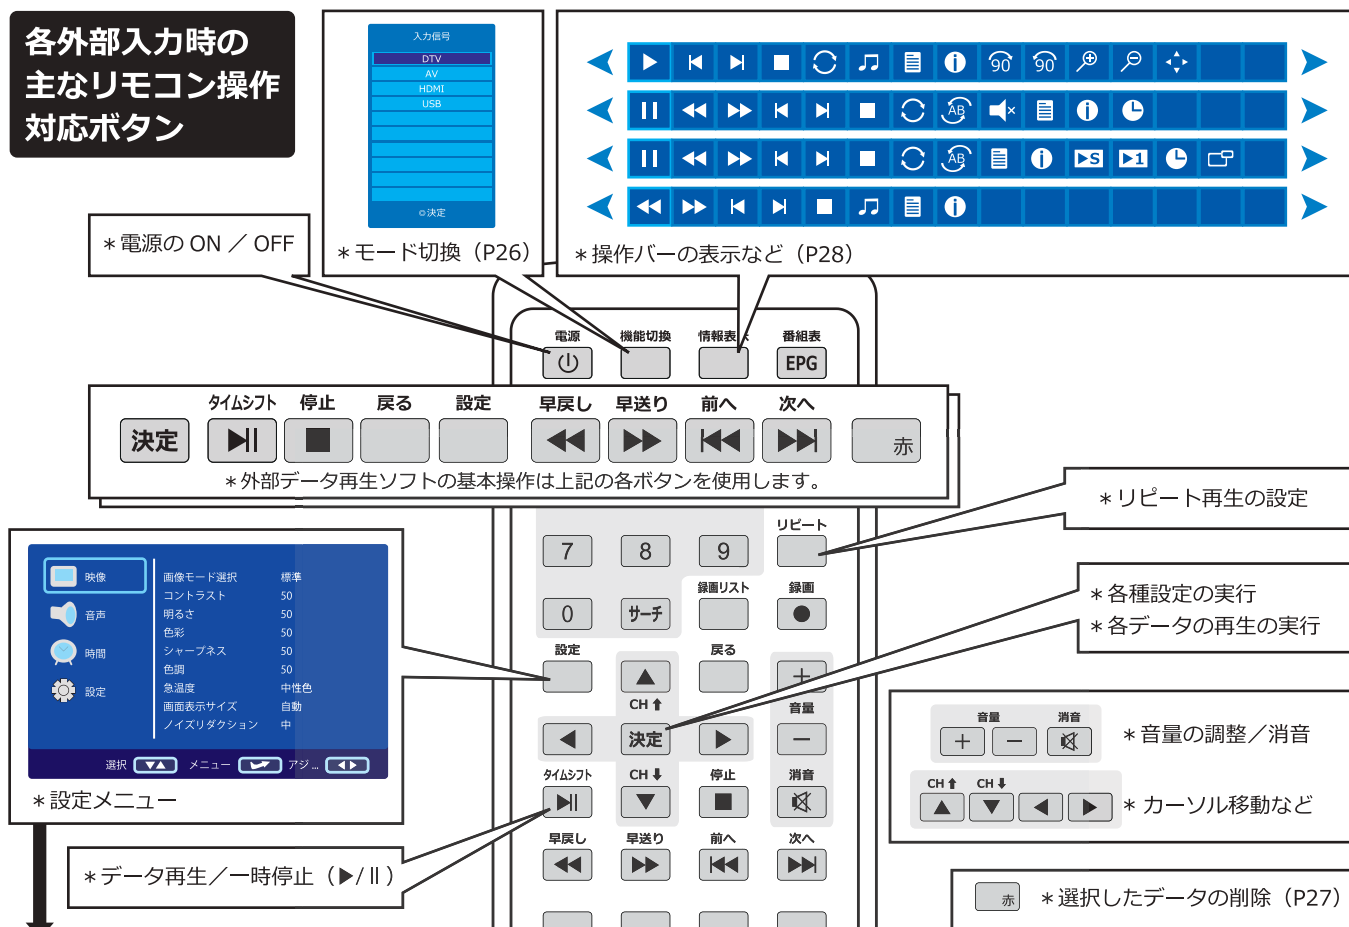 各外部入力時の
主なリモコン操作
対応ボタン
入力信号
DTV
AV
HDMI
USB
◎決定
＊モード切換（P26）
90 90
AB
AB S 1
＊操作バーの表示など（P28）
＊電源の ON ／ OFF
電源 機能切換 情報表 番組表
EPG
タイムシフト 停止 戻る 設定 早戻し 早送り 前へ 次へ
決定 赤
＊外部データ再生ソフトの基本操作は上記の各ボタンを使用します。
＊リピート再生の設定
リピート
7 8 9
録画リスト 録画
0 サーチ
＊各種設定の実行
＊各データの再生の実行
設定 戻る
＋
CH⬆ 音量
決定 －
タイムシフト CH⬇ 停止 消音
早戻し 早送り 前へ 次へ
映像
音声
時間
設定
画像モード選択 標準
コントラスト 50
明るさ 50
色彩 50
シャープネス 50
色調 50
急温度 中性色
画面表示サイズ 自動
ノイズリダクション 中
選択 ▼▲ メニュー アジ... ◀▶
＊設定メニュー
＊データ再生／一時停止（▶/Ⅱ）
音量 消音
＋ － ＊音量の調整／消音
CH⬆ CH⬇
▲ ▼ ◀ ▶ ＊ カーソル移動など
赤 ＊選択したデータの削除（P27）